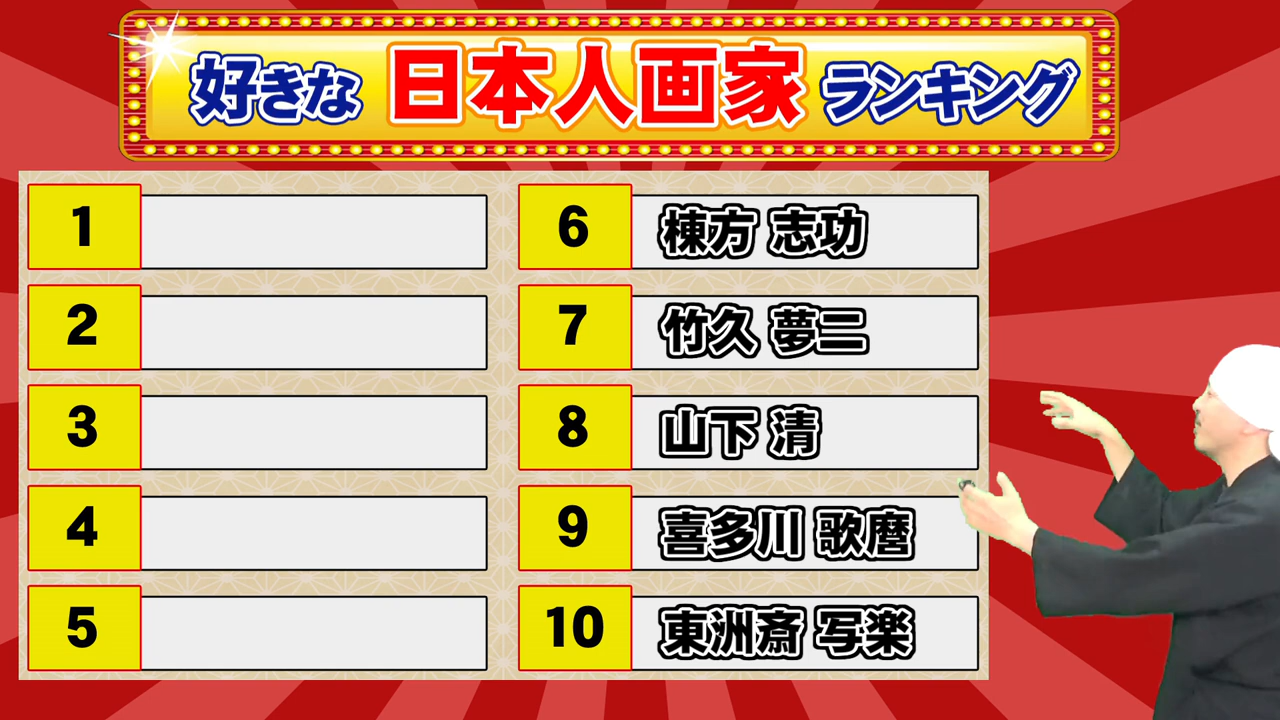 好きな 日本人画家 ランキング
1
2
3
4
5
6 棟方 志功
7 竹久 夢二
8 山下 清
9 喜多川 歌麿
10 東洲斎 写楽